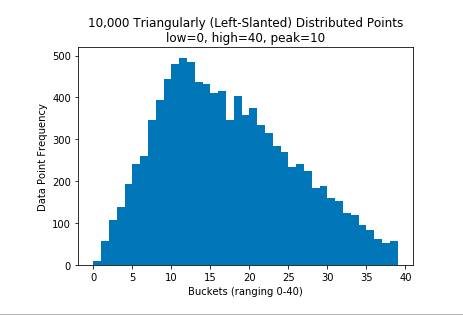 10,000 Triangularly (Left-Slanted) Distributed Points
low=0, high=40, peak=10
500
400
300
200
100
0
Data Point Frequency
0 5 10 15 20 25 30 35 40
Buckets (ranging 0-40)